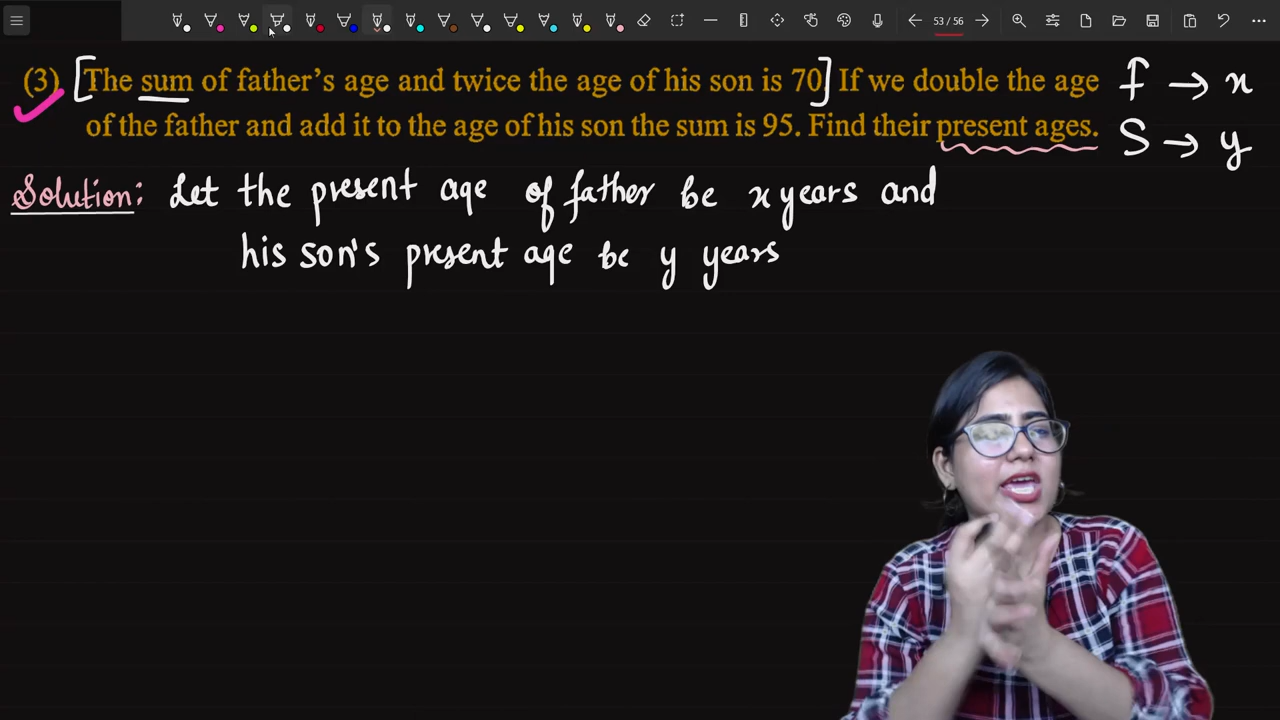 53 / 56
(3) [The sum of father's age and twice the age of his son is 70] If we double the age
of the father and add it to the age of his son the sum is 95. Find their present ages.
f → x
S → y
Solution: Let the present age of father be x years and
his son's present age be y years